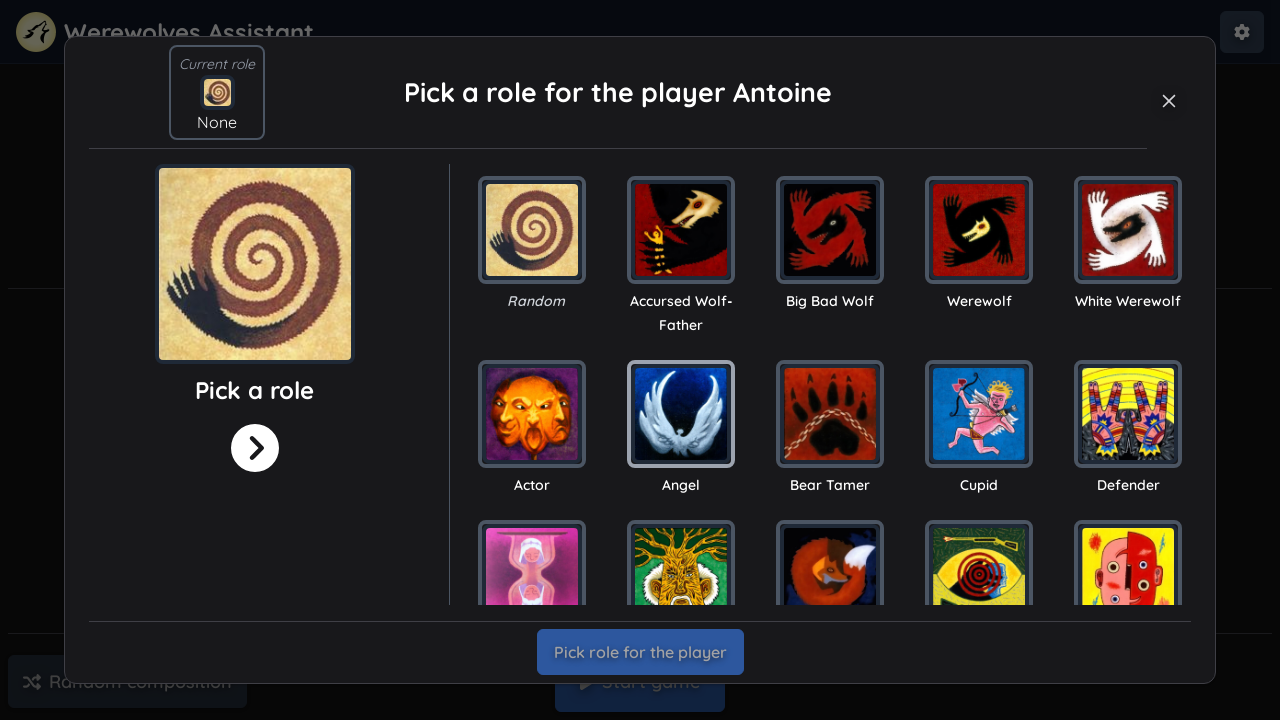 Werewolves Assistant
Current role
None
Pick a role for the player Antoine
Pick a role
Random
Accursed Wolf-
Father
Big Bad Wolf
Werewolf
White Werewolf
Actor
Angel
Bear Tamer
Cupid
Defender
Pick role for the player
Random composition
Start game